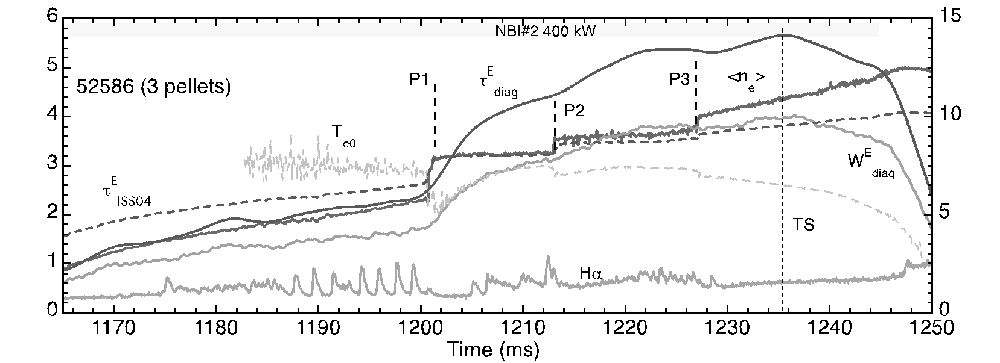 6
15
NBI#2 400 kW
5
52586 (3 pellets)
P1
τ^E_diag
P3
<n_e>
4
P2
10
T_e0
3
W^E_diag
τ^E_ISS04
2
5
TS
1
Hα
0
0
1170 1180 1190 1200 1210 1220 1230 1240 1250
Time (ms)